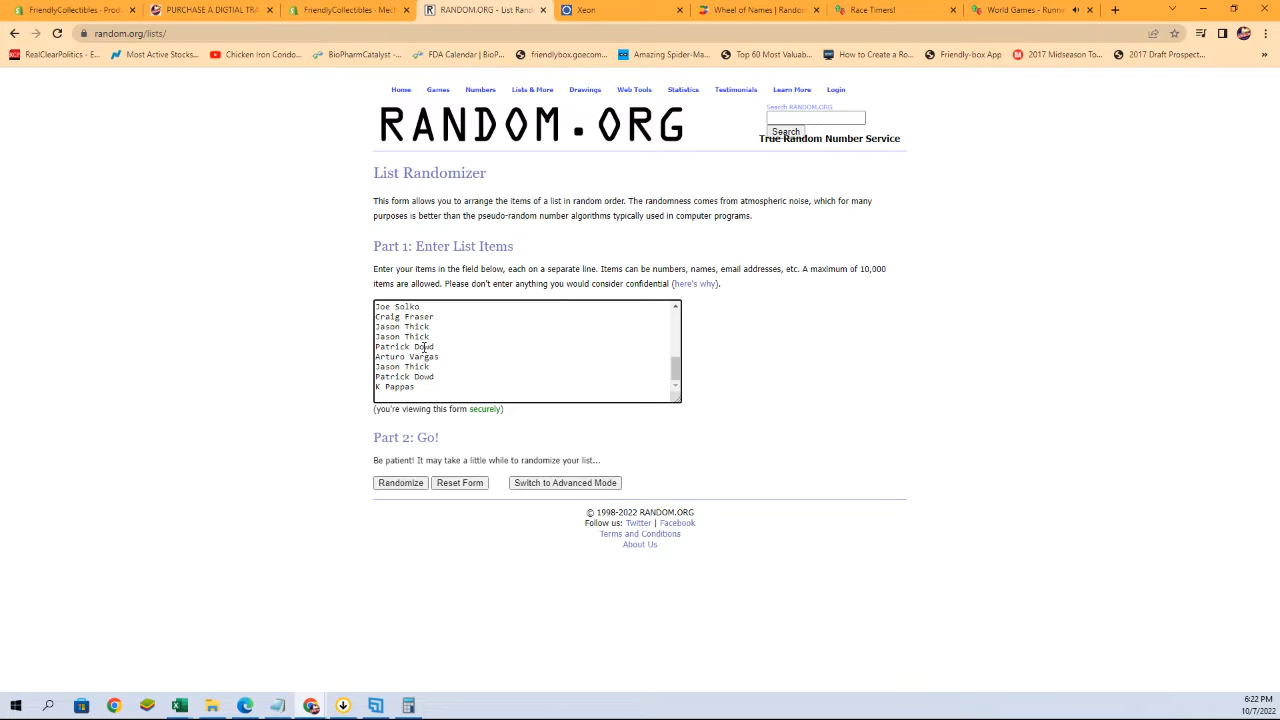 FriendlyCollectibles - Prod
PURCHASE A DIGTIAL TRA
FriendlyCollectibles - Mech
RANDOM.ORG - List Rando
Xeon
Wheel of Names |
Race Timers!
World Games - Runne
random.org/lists/
RealClearPolitics - E...
Most Active Stocks...
Chicken Iron Condo...
BioPharmCatalyst -...
FDA Calendar | BioP...
friendlybox.goecom...
Amazing Spider-Ma...
Top 60 Most Valuab...
How to Create a Ro...
Friendly-box App
2017 Midseason To...
2017 Draft Prospect...
Home
Games
Numbers
Lists & More
Drawings
Web Tools
Statistics
Testimonials
Learn More
Login
RANDOM.ORG
Search RANDOM.ORG
Search
True Random Number Service
List Randomizer
This form allows you to arrange the items of a list in random order. The randomness comes from atmospheric noise, which for many
purposes is better than the pseudo-random number algorithms typically used in computer programs.
Part 1: Enter List Items
Enter your items in the field below, each on a separate line. Items can be numbers, names, email addresses, etc. A maximum of 10,000
items are allowed. Please don't enter anything you would consider confidential (here's why).
Joe Solko
Craig Fraser
Jason Thick
Jason Thick
Patrick Dowd
Arturo Vargas
Jason Thick
Patrick Dowd
K Pappas
(you're viewing this form securely)
Part 2: Go!
Be patient! It may take a little while to randomize your list...
Randomize
Reset Form
Switch to Advanced Mode
© 1998-2022 RANDOM.ORG
Follow us: Twitter | Facebook
Terms and Conditions
About Us
6:22 PM
10/7/2022